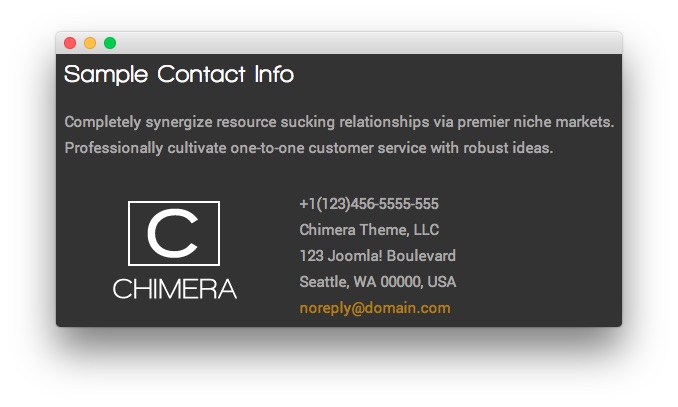 Sample Contact Info
Completely synergize resource sucking relationships via premier niche markets.
Professionally cultivate one-to-one customer service with robust ideas.
C
CHIMERA
+1(123)456-5555-555
Chimera Theme, LLC
123 Joomla! Boulevard
Seattle, WA 00000, USA
noreply@domain.com